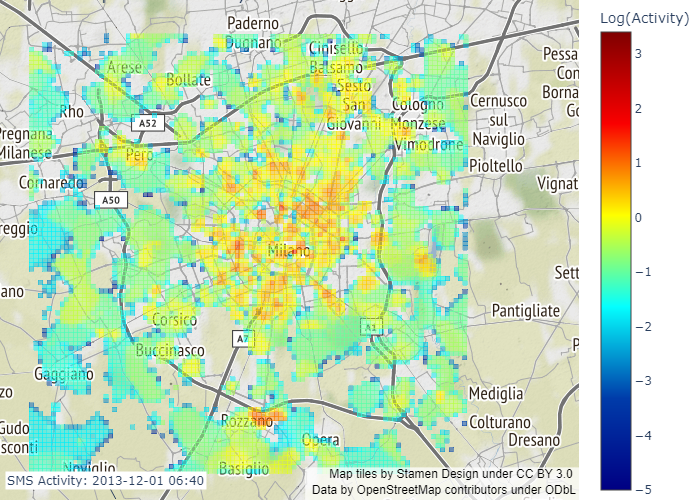 Log(Activity)
Paderno
Dugnano
Cinisello
Balsamo
Arese
Bollate
Sesto
San
Giovanni
Cologno
Monzese
Vimodrone
Cernusco
sul
Naviglio
Pioltello
Pessa
Con
Borna
Go
Rho
A52
Pregnana
Milanese
Pero
Cornaredo
A50
Vignat
reggio
Milano
Sett
ano
Corsico
A7
A1
Pantigliate
Buccinasco
P
Gaggiano
Mediglia
zo
Rozzano
Colturano
Gudo
sconti
Opera
Dresano
Noviglio
Basiglio
SMS Activity: 2013-12-01 06:40
Map tiles by Stamen Design under CC BY 3.0
Data by OpenStreetMap contributors under ODbL
3
2
1
0
−1
−2
−3
−4
−5